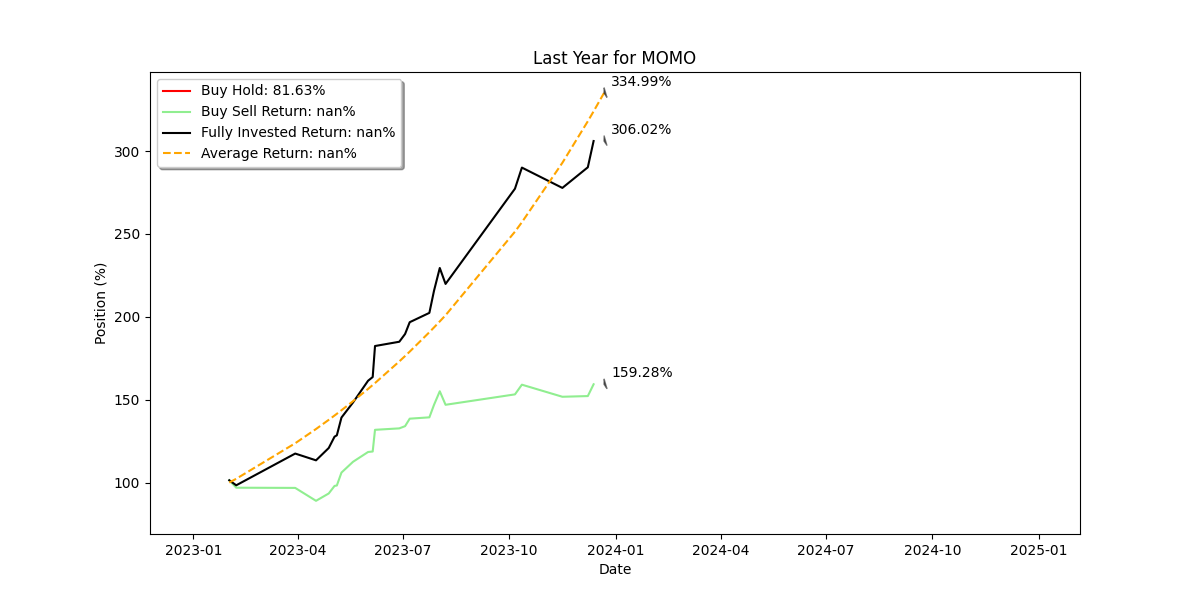 Last Year for MOMO
334.99%
Buy Hold: 81.63%
Buy Sell Return: nan%
Fully Invested Return: nan%
Average Return: nan%
306.02%
159.28%
Position (%)
300
250
200
150
100
2023-01 2023-04 2023-07 2023-10 2024-01 2024-04 2024-07 2024-10 2025-01
Date